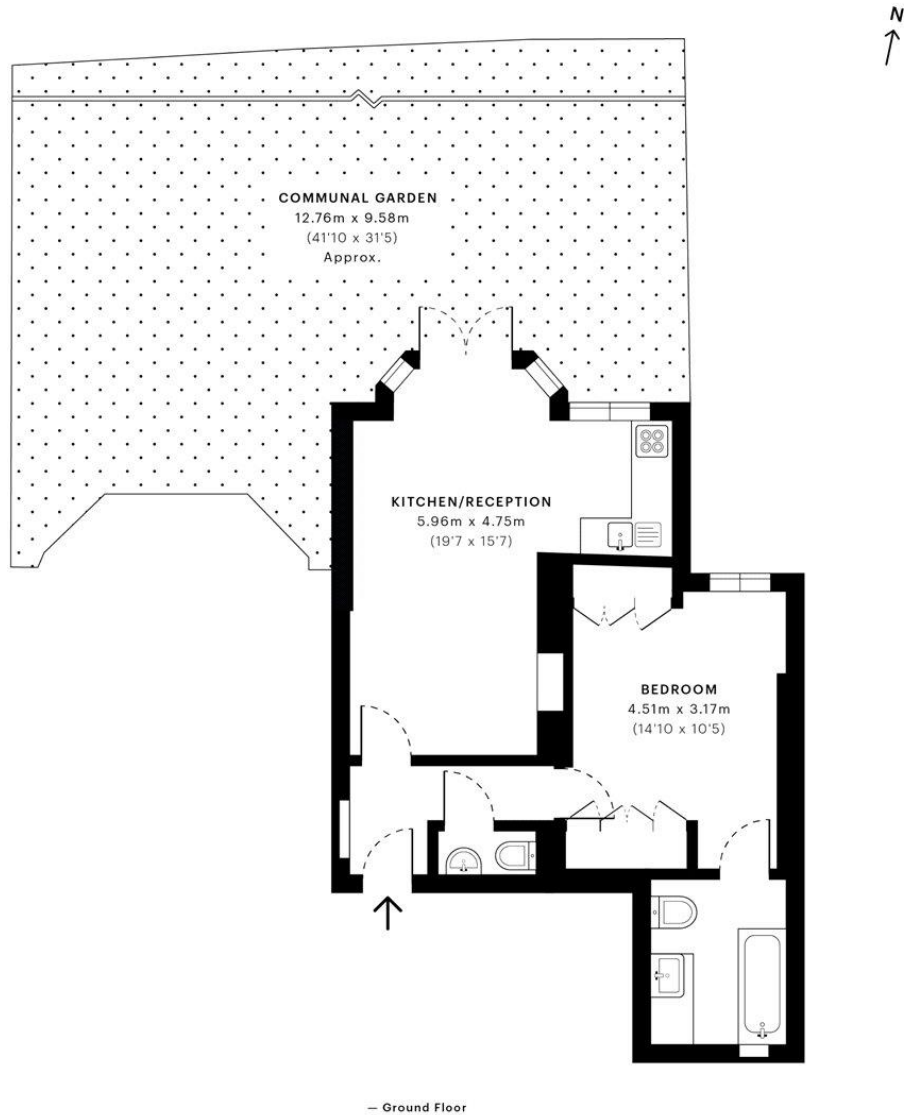 N
COMMUNAL GARDEN
12.76m x 9.58m
(41'10 x 31'5)
Approx.
KITCHEN/RECEPTION
5.96m x 4.75m
(19'7 x 15'7)
BEDROOM
4.51m x 3.17m
(14'10 x 10'5)
— Ground Floor